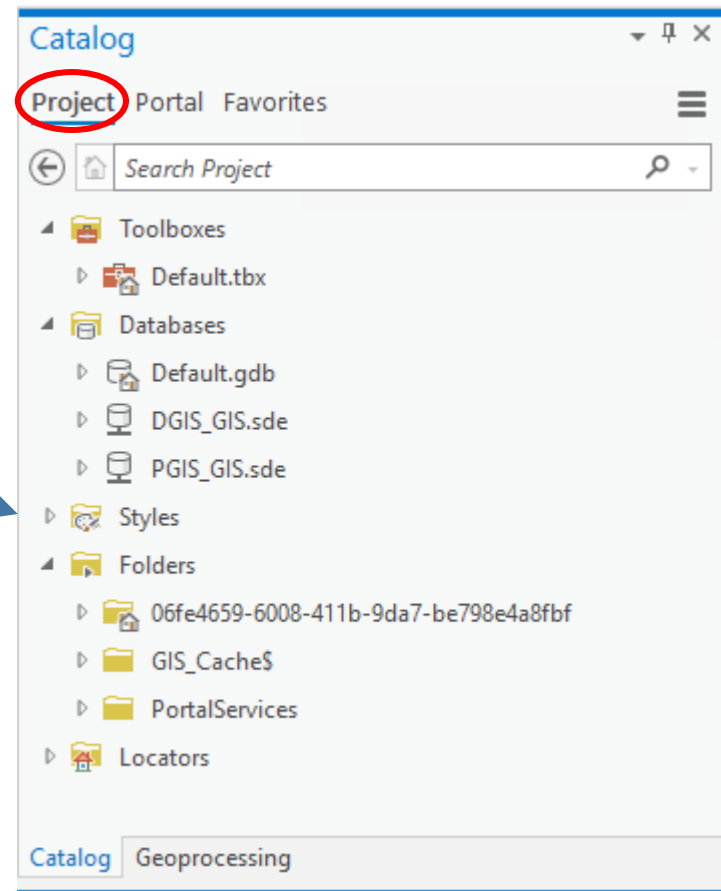 Catalog
Project Portal Favorites
Search Project
Toolboxes
Default.tbx
Databases
Default.gdb
DGIS_GIS.sde
PGIS_GIS.sde
Styles
Folders
06fe4659-6008-411b-9da7-be798e4a8fbf
GIS_Cache$
PortalServices
Locators
Catalog Geoprocessing